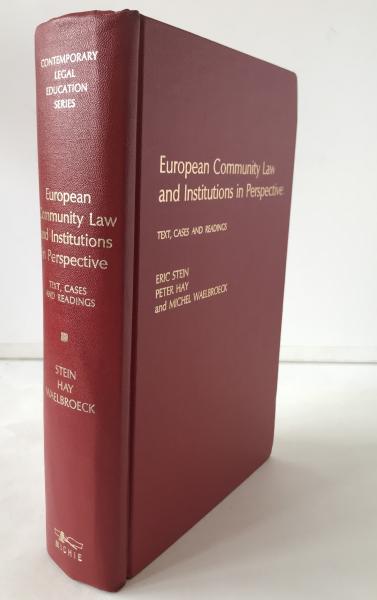 CONTEMPORARY
LEGAL
EDUCATION
SERIES
European
Community Law
and Institutions
in Perspective
TEXT, CASES
AND READINGS
STEIN
HAY
WAELBROECK
MICHIE
European Community Law
and Institutions in Perspective
TEXT, CASES AND READINGS
ERIC STEIN
PETER HAY
and MICHEL WAELBROECK